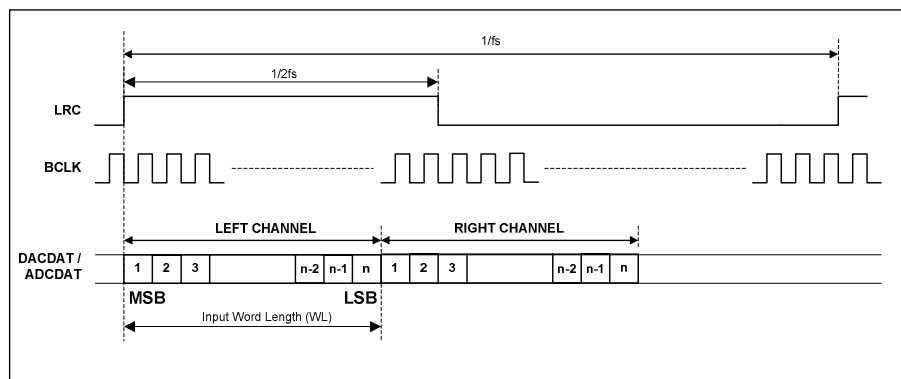 1/fs
1/2fs
LRC
BCLK
LEFT CHANNEL RIGHT CHANNEL
DACDAT /
ADCDAT
1 2 3 n-2 n-1 n 1 2 3 n-2 n-1 n
MSB LSB
Input Word Length (WL)